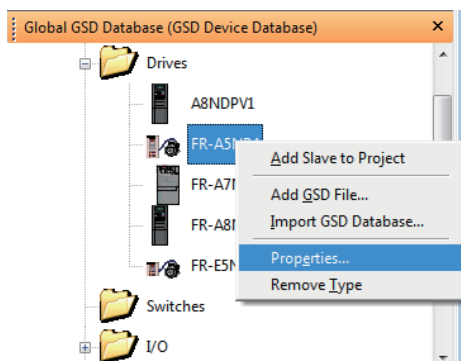 Global GSD Database (GSD Device Database)
Drives
A8NDPV1
Add Slave to Project
Add GSD File...
Import GSD Database...
Properties...
Remove Type
Switches
I/O